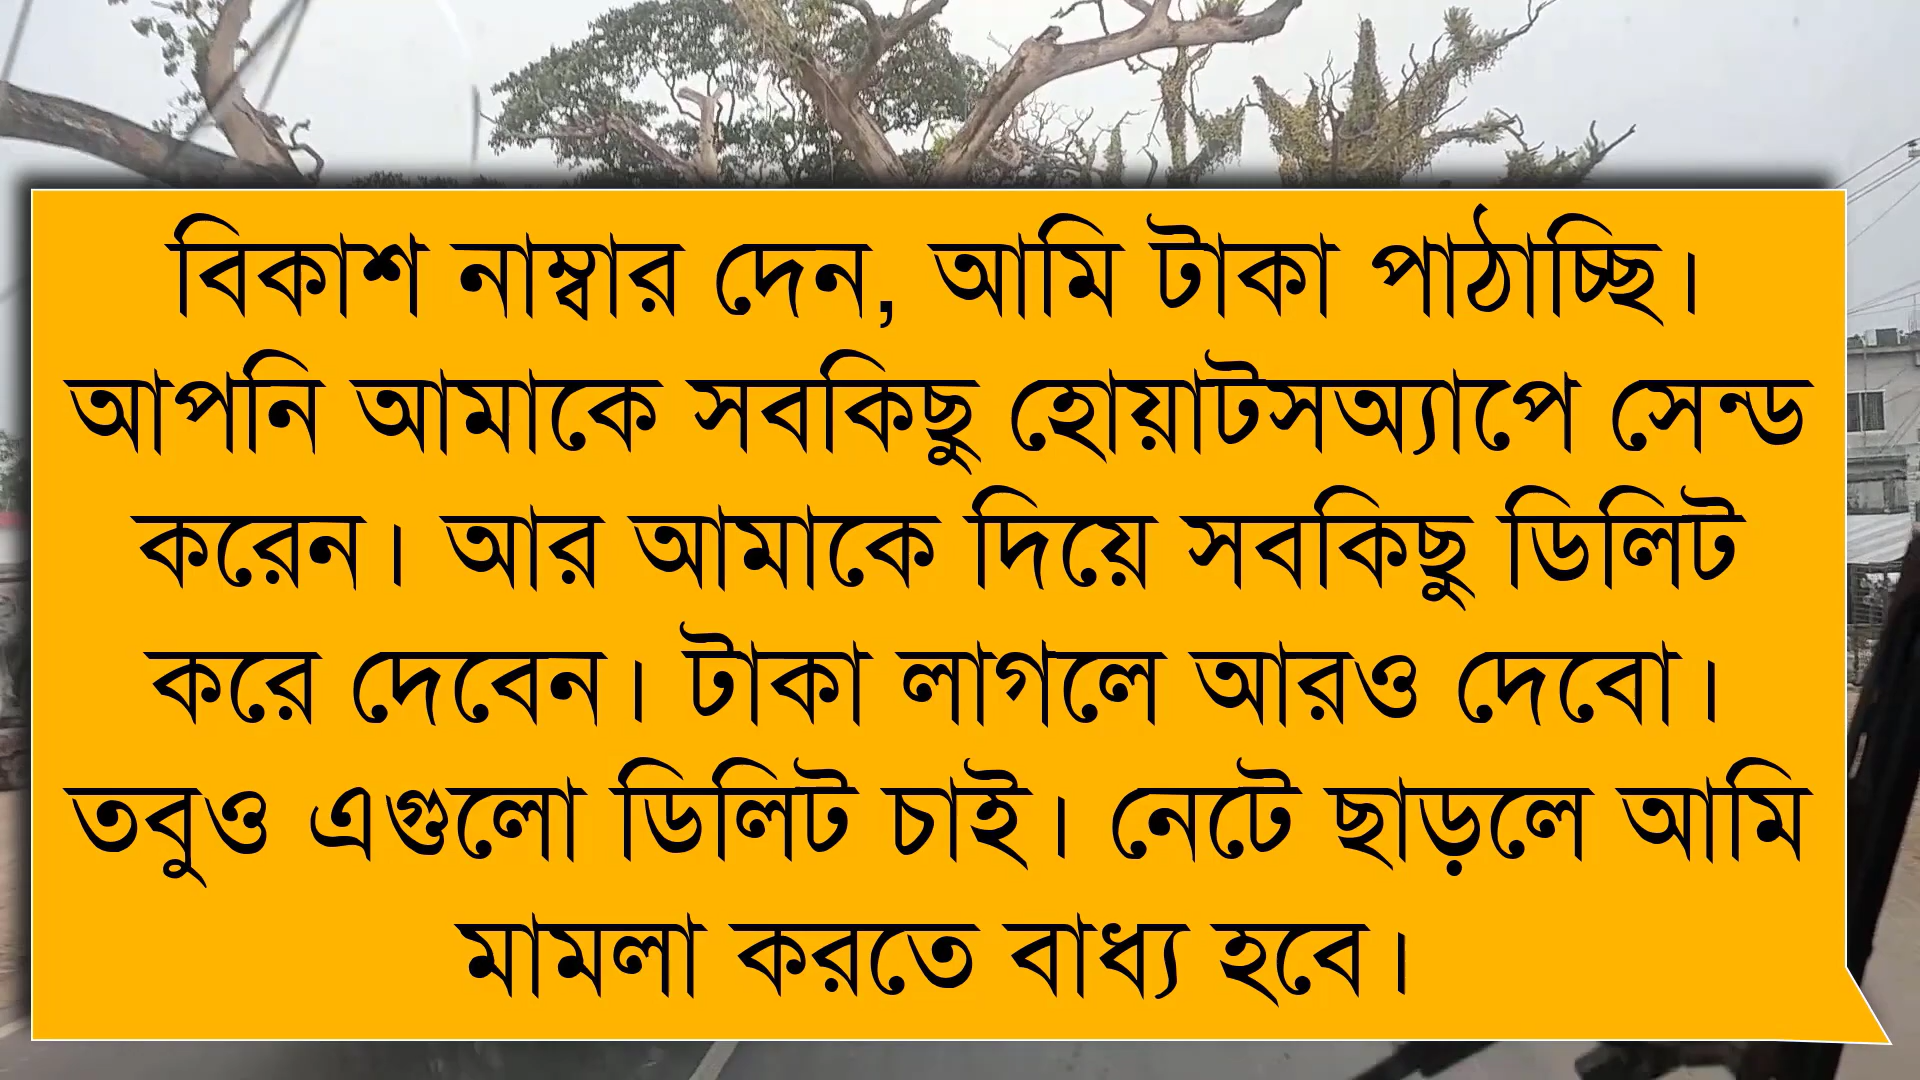 বিকাশ নাম্বার দেন, আমি টাকা পাঠাচ্ছি।
আপনি আমাকে সবকিছু হোয়াটসঅ্যাপে সেন্ড
করেন। আর আমাকে দিয়ে সবকিছু ডিলিট
করে দেবেন। টাকা লাগলে আরও দেবো।
তবুও এগুলো ডিলিট চাই। নেটে ছাড়লে আমি
মামলা করতে বাধ্য হবে।